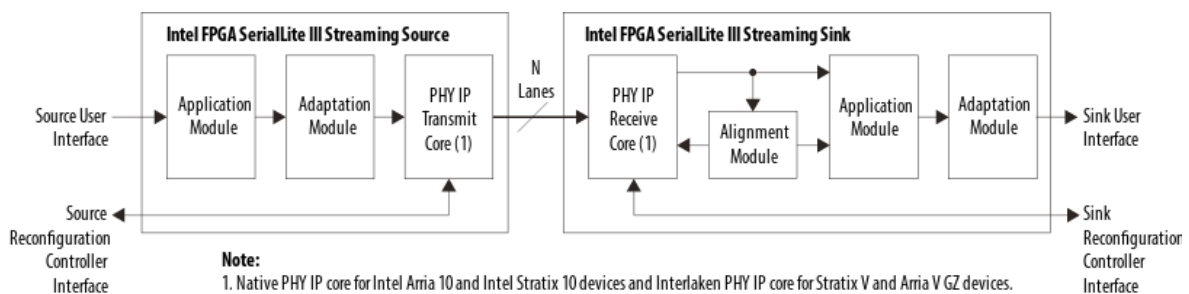 Intel FPGA SerialLite III Streaming Source
Intel FPGA SerialLite III Streaming Sink
Source User
Interface
Application
Module
Adaptation
Module
PHY IP
Transmit
Core (1)
N
Lanes
PHY IP
Receive
Core (1)
Alignment
Module
Application
Module
Adaptation
Module
Sink User
Interface
Source
Reconfiguration
Controller
Interface
Sink
Reconfiguration
Controller
Interface
Note:
1. Native PHY IP core for Intel Arria 10 and Intel Stratix 10 devices and Interlaken PHY IP core for Stratix V and Arria V GZ devices.